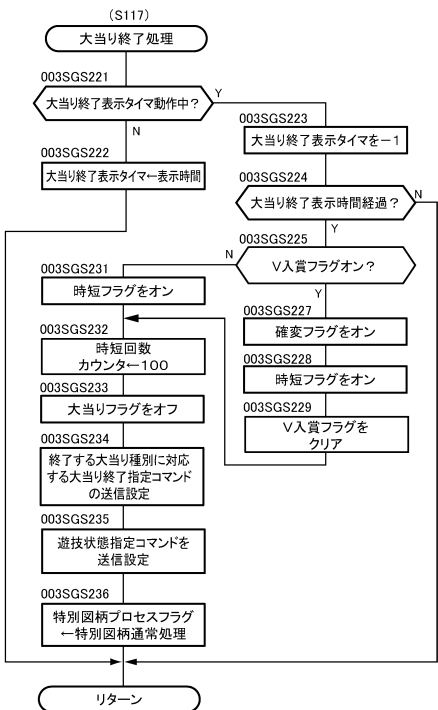 (S117)
大当り終了処理
003SGS221
大当り終了表示タイマ動作中?
Y
N
003SGS222
大当り終了表示タイマ←表示時間
003SGS223
大当り終了表示タイマを－1
003SGS224
大当り終了表示時間経過?
N
Y
003SGS225
V入賞フラグオン?
N
Y
003SGS227
確変フラグをオン
003SGS228
時短フラグをオン
003SGS229
V入賞フラグを
クリア
003SGS231
時短フラグをオン
003SGS232
時短回数
カウンタ←100
003SGS233
大当りフラグをオフ
003SGS234
終了する大当り種別に対応
する大当り終了指定コマンド
の送信設定
003SGS235
遊技状態指定コマンドを
送信設定
003SGS236
特別図柄プロセスフラグ
←特別図柄通常処理
リターン